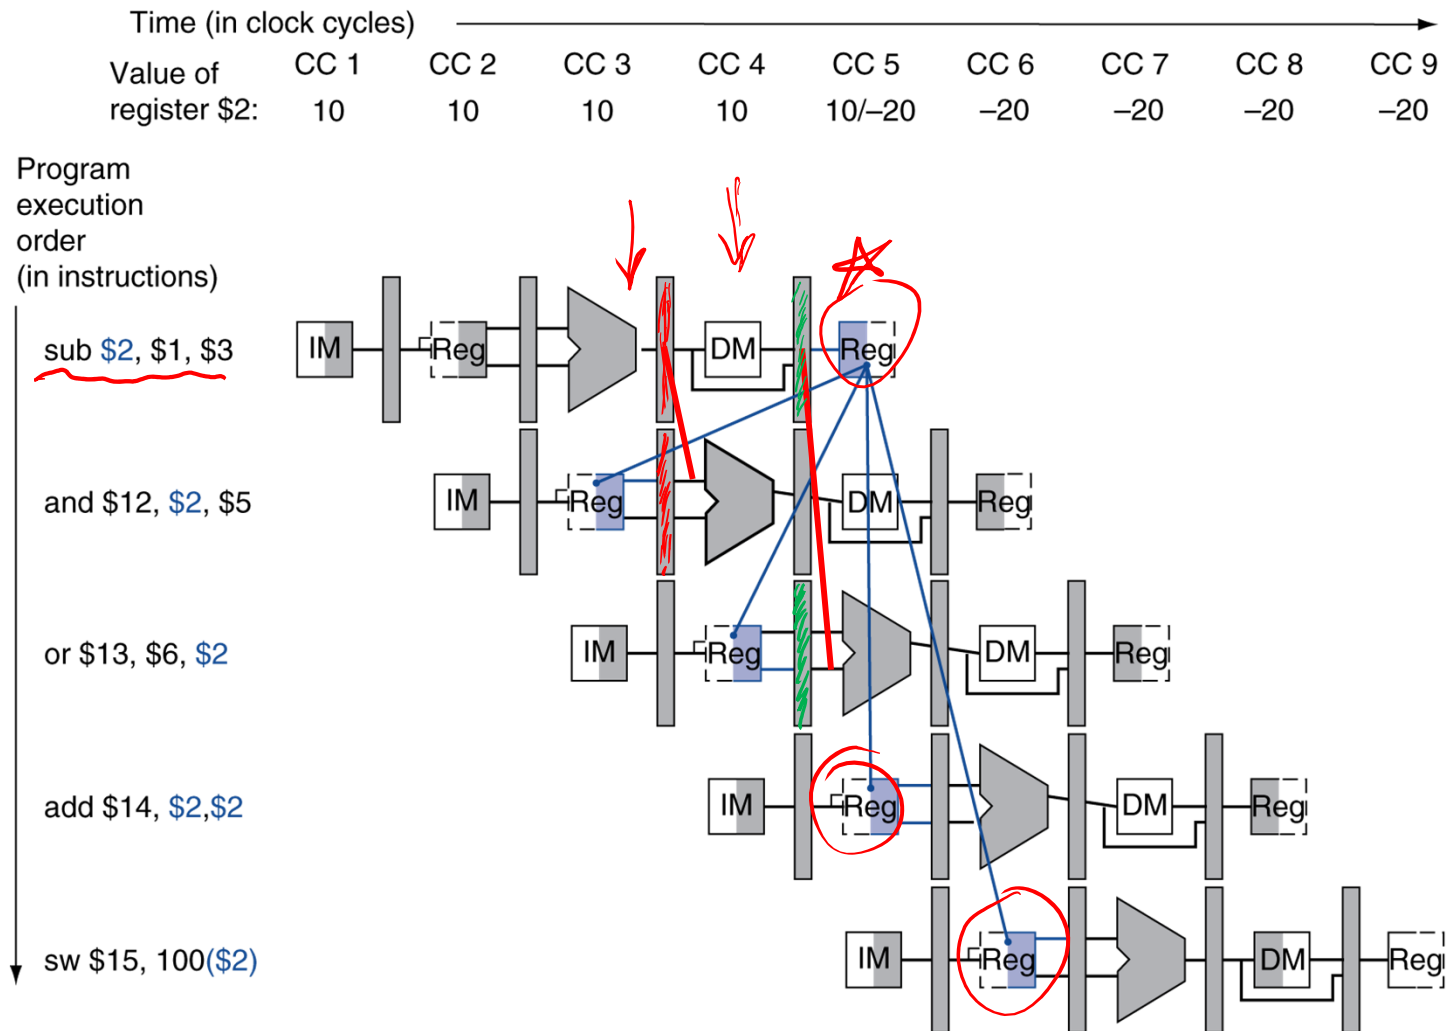 Time (in clock cycles)
CC 1 CC 2 CC 3 CC 4 CC 5 CC 6 CC 7 CC 8 CC 9
Value of
register $2: 10 10 10 10 10/–20 –20 –20 –20 –20
Program
execution
order
(in instructions)
sub $2, $1, $3 IM Reg DM Reg
and $12, $2, $5 IM Reg DM Reg
or $13, $6, $2 IM Reg DM Reg
add $14, $2,$2 IM Reg DM Reg
sw $15, 100($2) IM Reg DM Reg